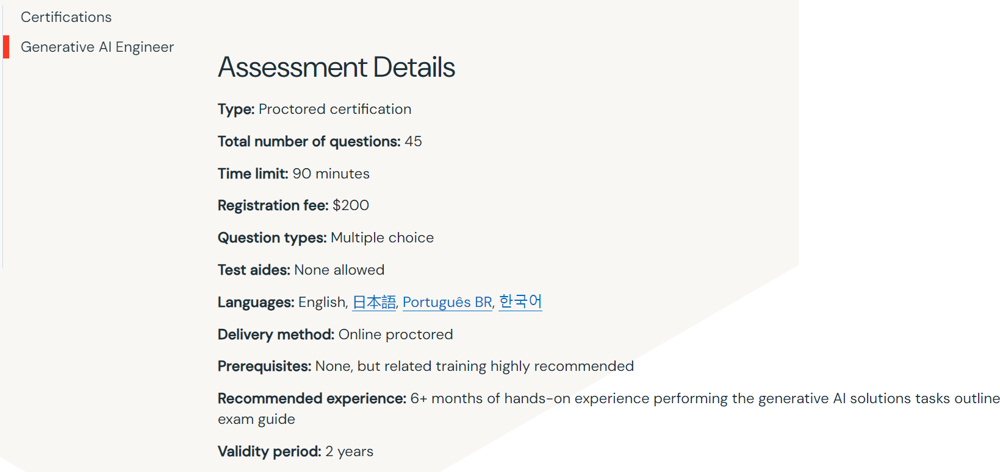 Certifications
Generative AI Engineer
Assessment Details
Type: Proctored certification
Total number of questions: 45
Time limit: 90 minutes
Registration fee: $200
Question types: Multiple choice
Test aides: None allowed
Languages: English, 日本語, Português BR, 한국어
Delivery method: Online proctored
Prerequisites: None, but related training highly recommended
Recommended experience: 6+ months of hands-on experience performing the generative AI solutions tasks outline
exam guide
Validity period: 2 years